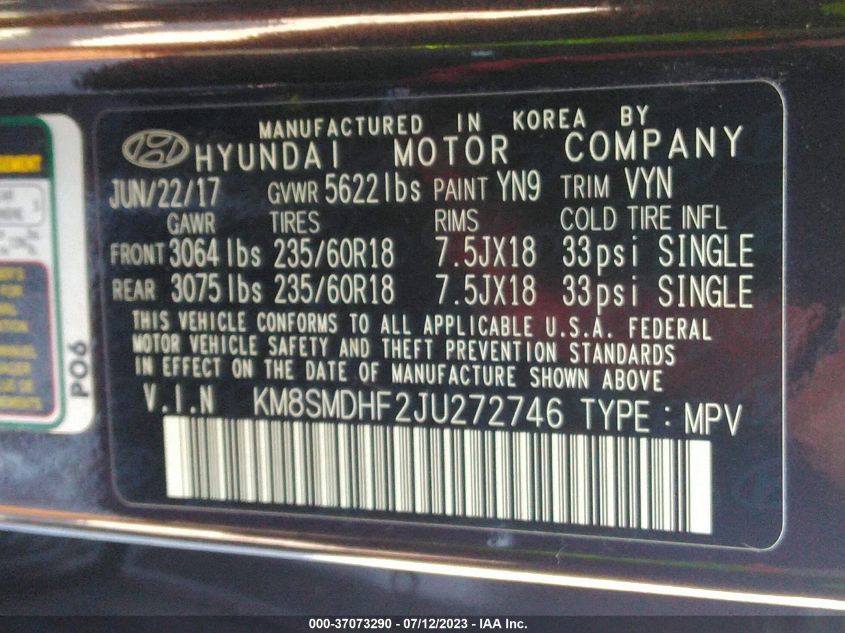 MANUFACTURED IN KOREA BY
HYUNDAI MOTOR COMPANY
JUN/22/17 GVWR 5622lbs PAINT YN9 TRIM VYN
GAWR TIRES RIMS COLD TIRE INFL
FRONT 3064 lbs 235/60R18 7.5JX18 33psi SINGLE
REAR 3075 lbs 235/60R18 7.5JX18 33psi SINGLE
THIS VEHICLE CONFORMS TO ALL APPLICABLE U.S.A. FEDERAL
MOTOR VEHICLE SAFETY AND THEFT PREVENTION STANDARDS
IN EFFECT ON THE DATE OF MANUFACTURE SHOWN ABOVE
V.I.N KM8SMDHF2JU272746 TYPE : MPV
P06
000-37073290 - 07/12/2023 - IAA Inc.